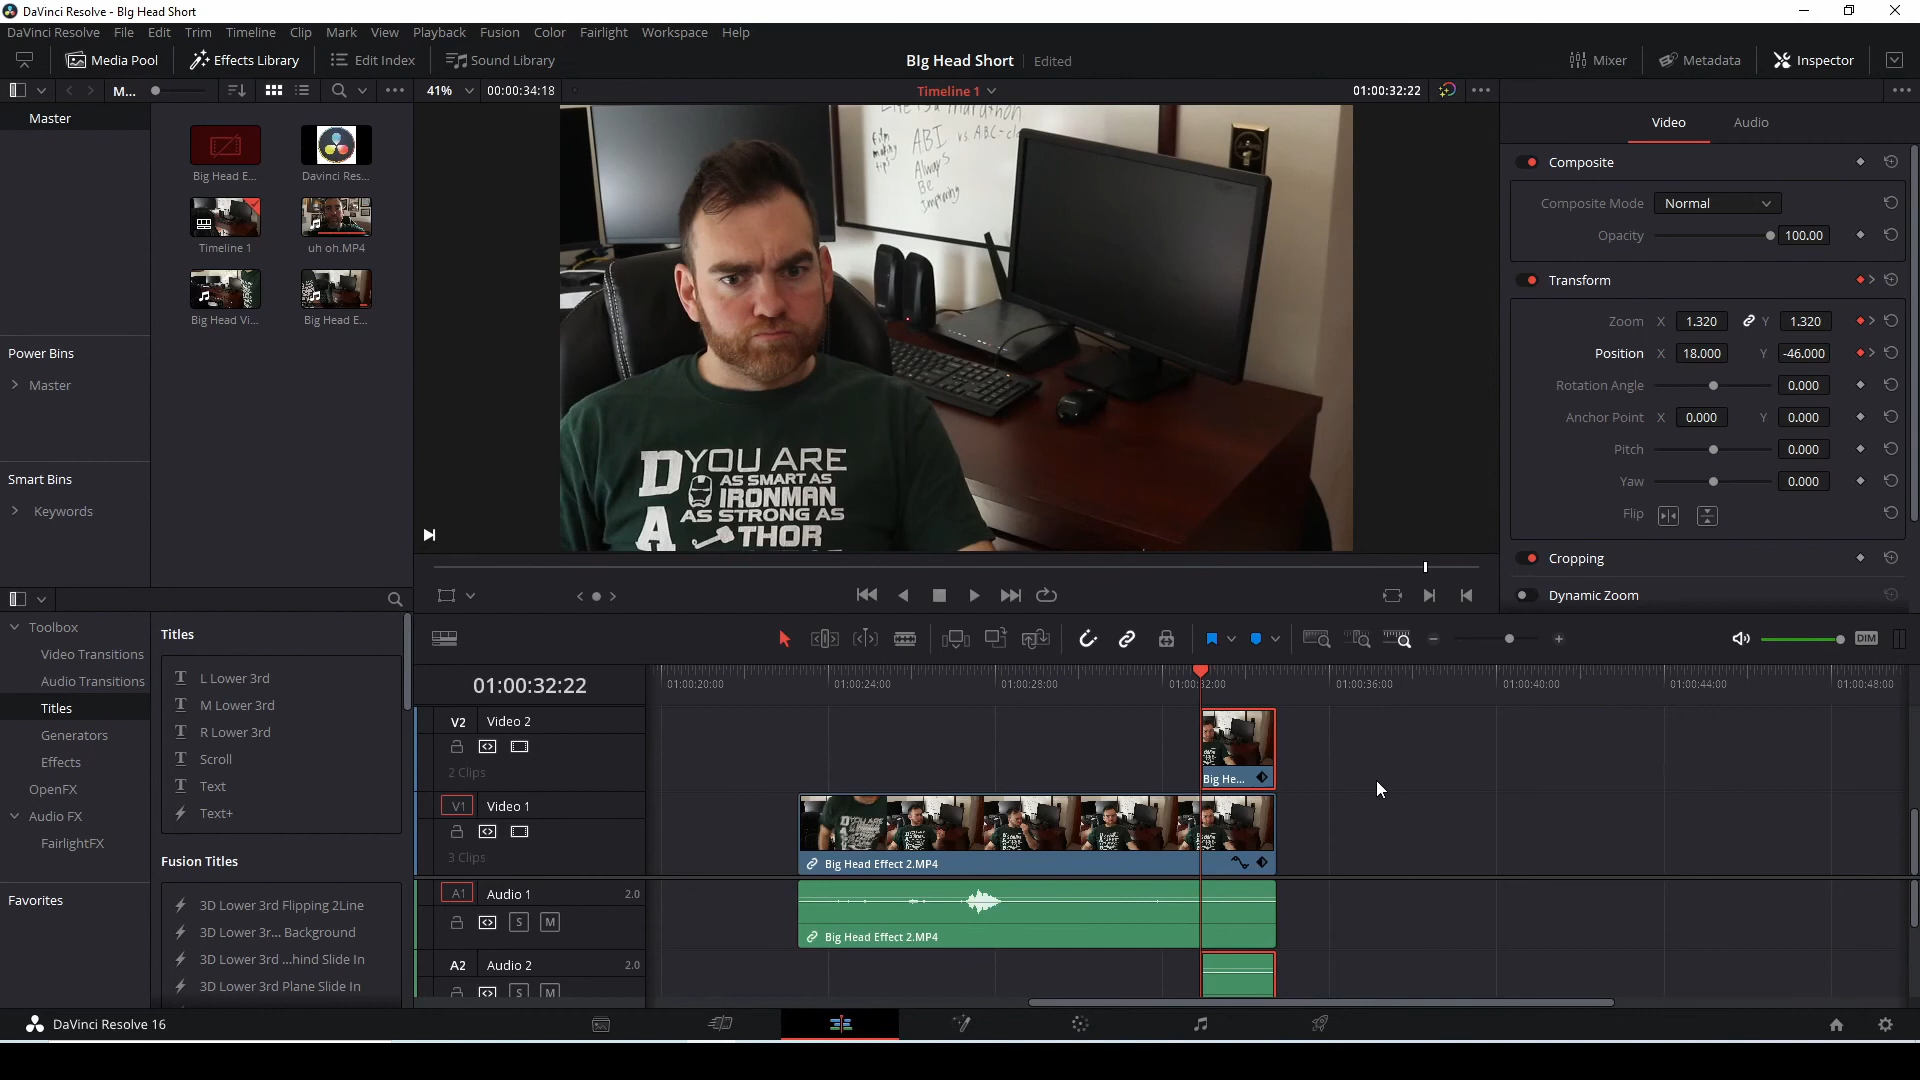 DaVinci Resolve - BIg Head Short
DaVinci Resolve File Edit Trim Timeline Clip Mark View Playback Fusion Color Fairlight Workspace Help
Media Pool Effects Library Edit Index Sound Library BIg Head Short Edited Mixer Metadata Inspector
M... 41% 00:00:34:18 Timeline 1 01:00:32:22
Master
Big Head E...
Davinci Res...
Timeline 1
uh oh.MP4
Big Head Vi...
Big Head E...
Power Bins
Master
Smart Bins
Keywords
Life is a marathon
ABI vs. ABC-
Always
Be
Improving
YOU ARE
AS SMART AS
IRONMAN
AS STRONG AS
THOR
D
A
Video Audio
Composite
Composite Mode Normal
Opacity 100.00
Transform
Zoom X 1.320 Y 1.320
Position X 18.000 Y -46.000
Rotation Angle 0.000
Anchor Point X 0.000 Y 0.000
Pitch 0.000
Yaw 0.000
Flip
Cropping
Dynamic Zoom
Toolbox
Video Transitions
Audio Transitions
Titles
Generators
Effects
OpenFX
Audio FX
FairlightFX
Favorites
Titles
L Lower 3rd
M Lower 3rd
R Lower 3rd
Scroll
Text
Text+
Fusion Titles
3D Lower 3rd Flipping 2Line
3D Lower 3r... Background
3D Lower 3rd ...hind Slide In
3D Lower 3rd Plane Slide In
DIM
01:00:32:22
01:00:20:00 01:00:24:00 01:00:28:00 01:00:32:00 01:00:36:00 01:00:40:00 01:00:44:00 01:00:48:00
V2 Video 2
2 Clips
Big He...
V1 Video 1
3 Clips
Big Head Effect 2.MP4
A1 Audio 1 2.0
S M
Big Head Effect 2.MP4
A2 Audio 2 2.0
S M
DaVinci Resolve 16